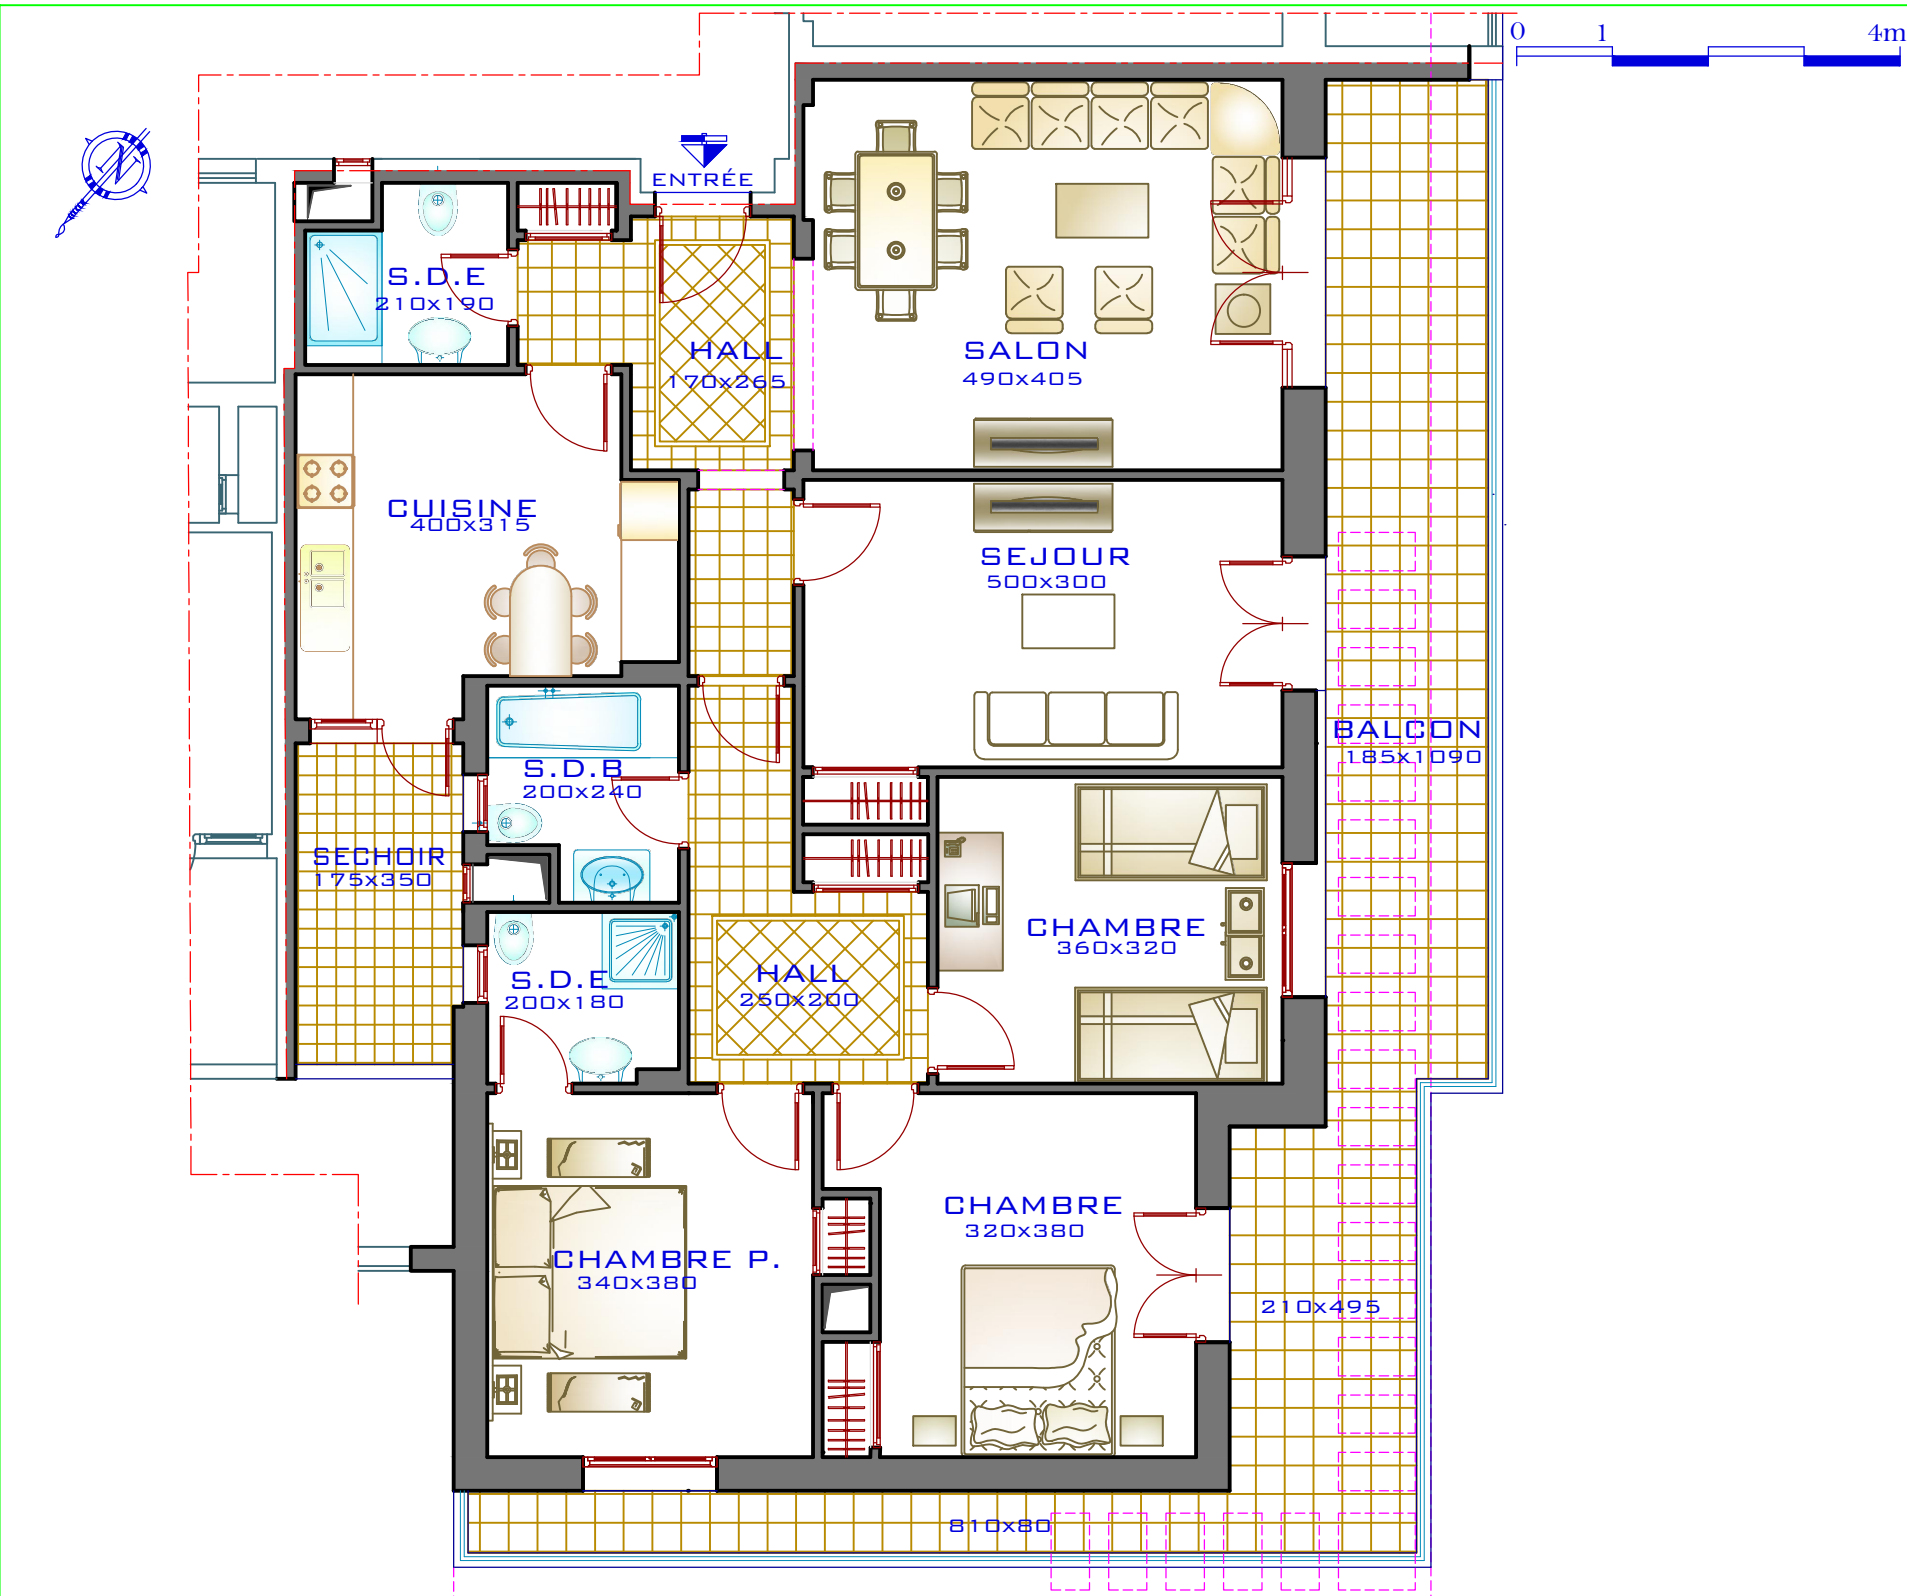 0 1 4m
N
ENTRÉE
S.D.E
210x190
HALL
170x265
SALON
490x405
CUISINE
400x315
SEJOUR
500x300
BALCON
185x1090
S.D.B
200x240
SECHOIR
175x350
CHAMBRE
360x320
S.D.E
200x180
HALL
250x200
CHAMBRE
320x380
CHAMBRE P.
340x380
210x495
810x80